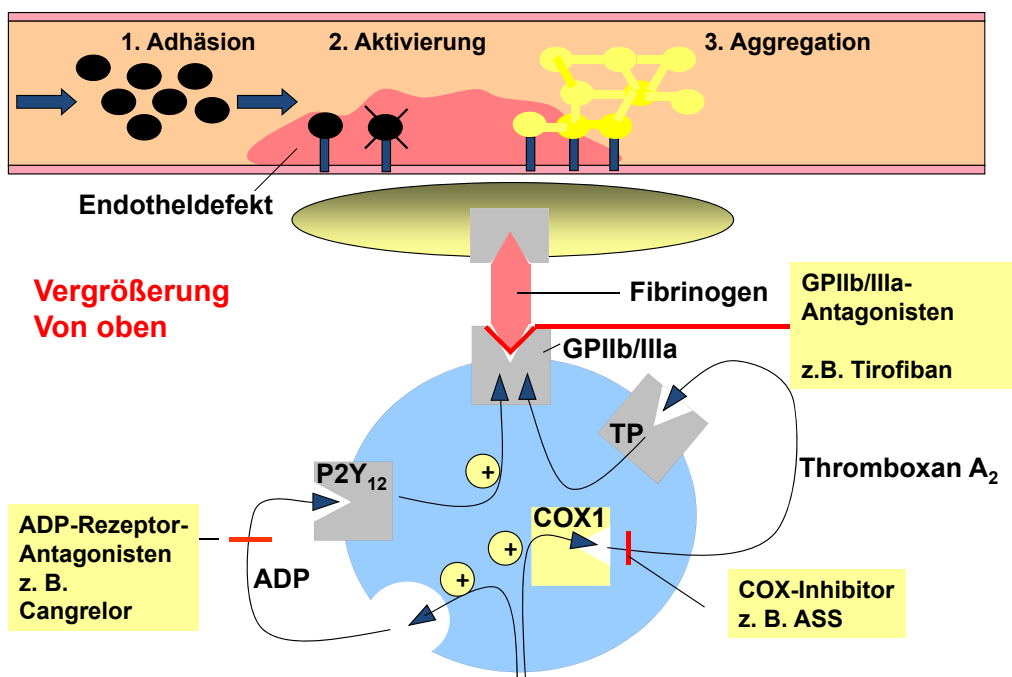 1. Adhäsion
2. Aktivierung
3. Aggregation
Endotheldefekt
Vergrößerung
Von oben
Fibrinogen
GPIIb/IIIa-
Antagonisten
z.B. Tirofiban
GPIIb/IIIa
TP
Thromboxan A₂
P2Y₁₂
+
ADP-Rezeptor-
Antagonisten
z. B.
Cangrelor
ADP
COX1
+
+
COX-Inhibitor
z. B. ASS